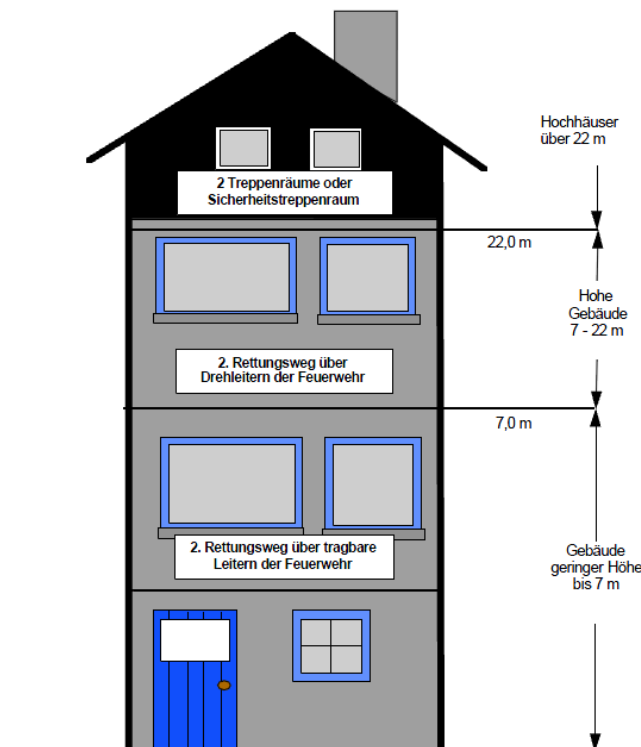 Hochhäuser
über 22 m
2 Treppenräume oder
Sicherheitstreppenraum
22,0 m
Hohe
Gebäude
7 - 22 m
2. Rettungsweg über
Drehleitern der Feuerwehr
7,0 m
2. Rettungsweg über tragbare
Leitern der Feuerwehr
Gebäude
geringer Höhe
bis 7 m